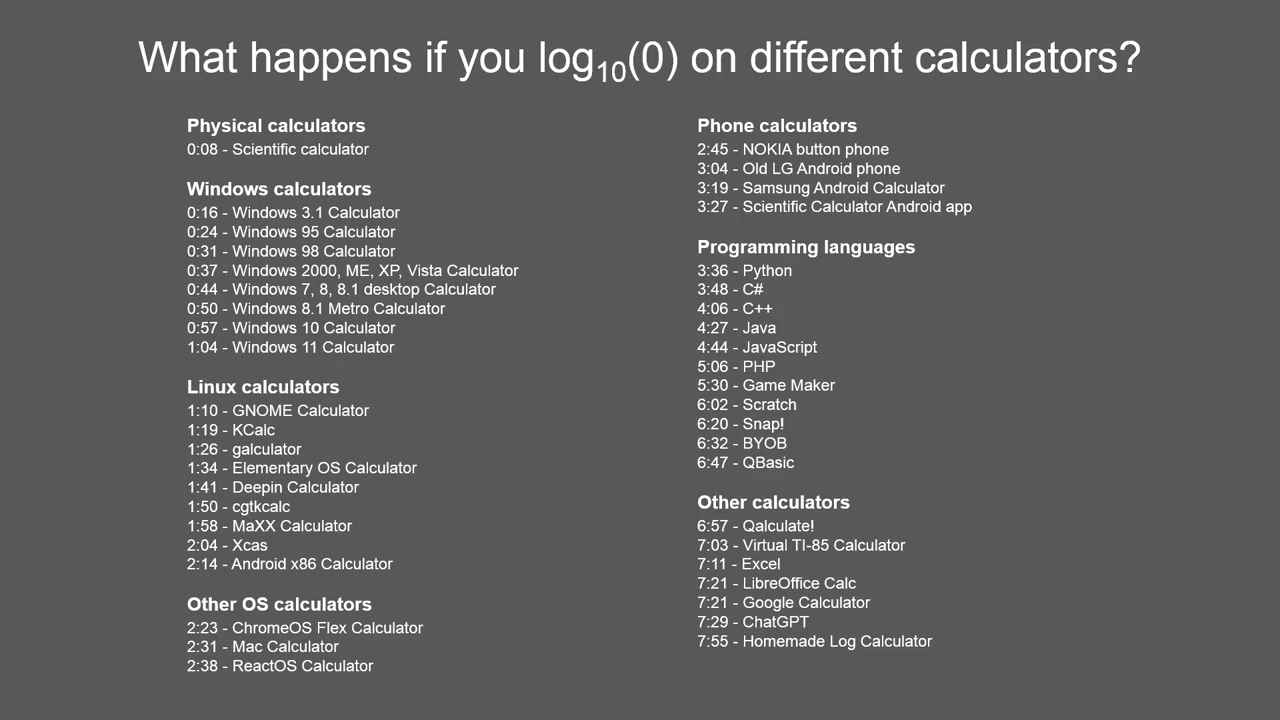 What happens if you log10(0) on different calculators?
Physical calculators
0:08 - Scientific calculator
Windows calculators
0:16 - Windows 3.1 Calculator
0:24 - Windows 95 Calculator
0:31 - Windows 98 Calculator
0:37 - Windows 2000, ME, XP, Vista Calculator
0:44 - Windows 7, 8, 8.1 desktop Calculator
0:50 - Windows 8.1 Metro Calculator
0:57 - Windows 10 Calculator
1:04 - Windows 11 Calculator
Linux calculators
1:10 - GNOME Calculator
1:19 - KCalc
1:26 - galculator
1:34 - Elementary OS Calculator
1:41 - Deepin Calculator
1:50 - cgtkcalc
1:58 - MaXX Calculator
2:04 - Xcas
2:14 - Android x86 Calculator
Other OS calculators
2:23 - ChromeOS Flex Calculator
2:31 - Mac Calculator
2:38 - ReactOS Calculator
Phone calculators
2:45 - NOKIA button phone
3:04 - Old LG Android phone
3:19 - Samsung Android Calculator
3:27 - Scientific Calculator Android app
Programming languages
3:36 - Python
3:48 - C#
4:06 - C++
4:27 - Java
4:44 - JavaScript
5:06 - PHP
5:30 - Game Maker
6:02 - Scratch
6:20 - Snap!
6:32 - BYOB
6:47 - QBasic
Other calculators
6:57 - Qalculate!
7:03 - Virtual TI-85 Calculator
7:11 - Excel
7:21 - LibreOffice Calc
7:21 - Google Calculator
7:29 - ChatGPT
7:55 - Homemade Log Calculator